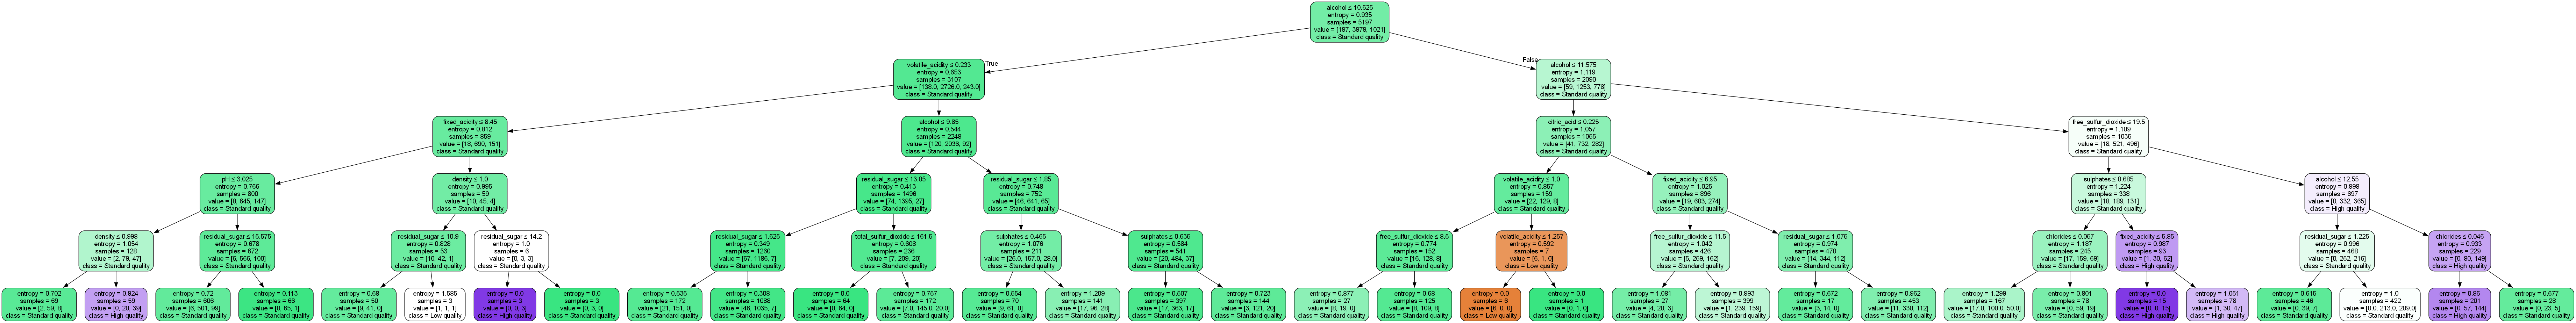 alcohol ≤ 10.625
entropy = 0.935
samples = 5197
value = [197, 3979, 1021]
class = Standard quality
True
False
volatile_acidity ≤ 0.233
entropy = 0.653
samples = 3107
value = [138.0, 2726.0, 243.0]
class = Standard quality
alcohol ≤ 11.575
entropy = 1.119
samples = 2090
value = [59, 1253, 778]
class = Standard quality
fixed_acidity ≤ 8.45
entropy = 0.812
samples = 859
value = [18, 690, 151]
class = Standard quality
alcohol ≤ 9.85
entropy = 0.544
samples = 2248
value = [120, 2036, 92]
class = Standard quality
citric_acid ≤ 0.225
entropy = 1.057
samples = 1055
value = [41, 732, 282]
class = Standard quality
free_sulfur_dioxide ≤ 19.5
entropy = 1.109
samples = 1035
value = [18, 521, 496]
class = Standard quality
pH ≤ 3.025
entropy = 0.766
samples = 800
value = [8, 645, 147]
class = Standard quality
density ≤ 1.0
entropy = 0.995
samples = 59
value = [10, 45, 4]
class = Standard quality
residual_sugar ≤ 13.05
entropy = 0.413
samples = 1496
value = [74, 1395, 27]
class = Standard quality
residual_sugar ≤ 1.85
entropy = 0.748
samples = 752
value = [46, 641, 65]
class = Standard quality
volatile_acidity ≤ 1.0
entropy = 0.857
samples = 159
value = [22, 129, 8]
class = Standard quality
fixed_acidity ≤ 6.95
entropy = 1.025
samples = 896
value = [19, 603, 274]
class = Standard quality
sulphates ≤ 0.685
entropy = 1.224
samples = 338
value = [18, 189, 131]
class = Standard quality
alcohol ≤ 12.55
entropy = 0.998
samples = 697
value = [0, 332, 365]
class = High quality
density ≤ 0.998
entropy = 1.054
samples = 128
value = [2, 79, 47]
class = Standard quality
residual_sugar ≤ 15.575
entropy = 0.678
samples = 672
value = [6, 566, 100]
class = Standard quality
residual_sugar ≤ 10.9
entropy = 0.828
samples = 53
value = [10, 42, 1]
class = Standard quality
residual_sugar ≤ 14.2
entropy = 1.0
samples = 6
value = [0, 3, 3]
class = Standard quality
residual_sugar ≤ 1.625
entropy = 0.349
samples = 1260
value = [67, 1186, 7]
class = Standard quality
total_sulfur_dioxide ≤ 161.5
entropy = 0.608
samples = 236
value = [7, 209, 20]
class = Standard quality
sulphates ≤ 0.465
entropy = 1.076
samples = 211
value = [26.0, 157.0, 28.0]
class = Standard quality
sulphates ≤ 0.635
entropy = 0.584
samples = 541
value = [20, 484, 37]
class = Standard quality
free_sulfur_dioxide ≤ 8.5
entropy = 0.774
samples = 152
value = [16, 128, 8]
class = Standard quality
volatile_acidity ≤ 1.257
entropy = 0.592
samples = 7
value = [6, 1, 0]
class = Low quality
free_sulfur_dioxide ≤ 11.5
entropy = 1.042
samples = 426
value = [5, 259, 162]
class = Standard quality
residual_sugar ≤ 1.075
entropy = 0.974
samples = 470
value = [14, 344, 112]
class = Standard quality
chlorides ≤ 0.057
entropy = 1.187
samples = 245
value = [17, 159, 69]
class = Standard quality
fixed_acidity ≤ 5.85
entropy = 0.987
samples = 93
value = [1, 30, 62]
class = High quality
residual_sugar ≤ 1.225
entropy = 0.996
samples = 468
value = [0, 252, 216]
class = Standard quality
chlorides ≤ 0.046
entropy = 0.933
samples = 229
value = [0, 80, 149]
class = High quality
entropy = 0.702
samples = 69
value = [2, 59, 8]
class = Standard quality
entropy = 0.924
samples = 59
value = [0, 20, 39]
class = High quality
entropy = 0.72
samples = 606
value = [6, 501, 99]
class = Standard quality
entropy = 0.113
samples = 66
value = [0, 65, 1]
class = Standard quality
entropy = 0.68
samples = 50
value = [9, 41, 0]
class = Standard quality
entropy = 1.585
samples = 3
value = [1, 1, 1]
class = Low quality
entropy = 0.0
samples = 3
value = [0, 0, 3]
class = High quality
entropy = 0.0
samples = 3
value = [0, 3, 0]
class = Standard quality
entropy = 0.535
samples = 172
value = [21, 151, 0]
class = Standard quality
entropy = 0.308
samples = 1088
value = [46, 1035, 7]
class = Standard quality
entropy = 0.0
samples = 64
value = [0, 64, 0]
class = Standard quality
entropy = 0.757
samples = 172
value = [7.0, 145.0, 20.0]
class = Standard quality
entropy = 0.554
samples = 70
value = [9, 61, 0]
class = Standard quality
entropy = 1.209
samples = 141
value = [17, 96, 28]
class = Standard quality
entropy = 0.507
samples = 397
value = [17, 363, 17]
class = Standard quality
entropy = 0.723
samples = 144
value = [3, 121, 20]
class = Standard quality
entropy = 0.877
samples = 27
value = [8, 19, 0]
class = Standard quality
entropy = 0.68
samples = 125
value = [8, 109, 8]
class = Standard quality
entropy = 0.0
samples = 6
value = [6, 0, 0]
class = Low quality
entropy = 0.0
samples = 1
value = [0, 1, 0]
class = Standard quality
entropy = 1.081
samples = 27
value = [4, 20, 3]
class = Standard quality
entropy = 0.993
samples = 399
value = [1, 239, 159]
class = Standard quality
entropy = 0.672
samples = 17
value = [3, 14, 0]
class = Standard quality
entropy = 0.962
samples = 453
value = [11, 330, 112]
class = Standard quality
entropy = 1.299
samples = 167
value = [17.0, 100.0, 50.0]
class = Standard quality
entropy = 0.801
samples = 78
value = [0, 59, 19]
class = Standard quality
entropy = 0.0
samples = 15
value = [0, 0, 15]
class = High quality
entropy = 1.051
samples = 78
value = [1, 30, 47]
class = High quality
entropy = 0.615
samples = 46
value = [0, 39, 7]
class = Standard quality
entropy = 1.0
samples = 422
value = [0.0, 213.0, 209.0]
class = Standard quality
entropy = 0.86
samples = 201
value = [0, 57, 144]
class = High quality
entropy = 0.677
samples = 28
value = [0, 23, 5]
class = Standard quality